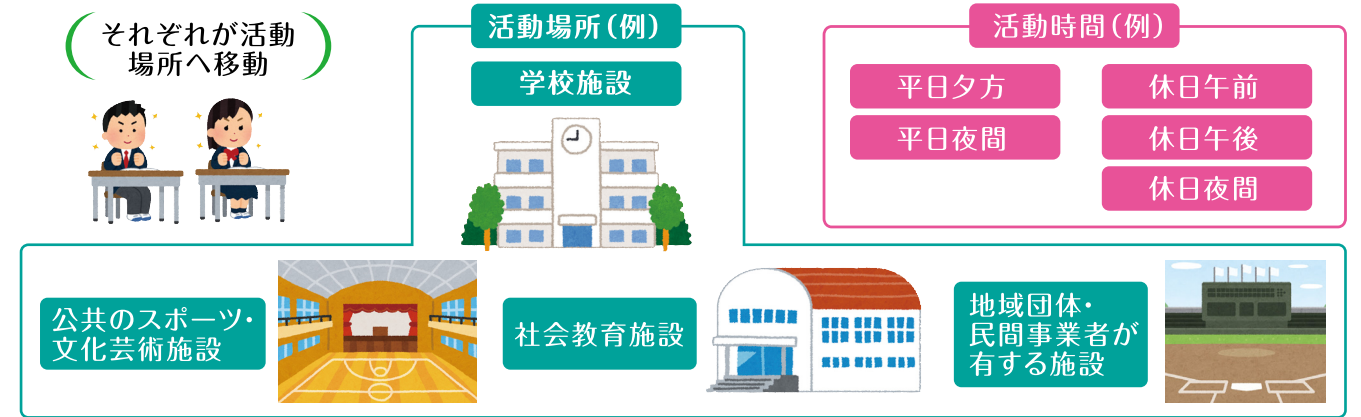 それぞれが活動
場所へ移動
活動場所（例）
学校施設
公共のスポーツ・
文化芸術施設
社会教育施設
地域団体・
民間事業者が
有する施設
活動時間（例）
平日夕方
平日夜間
休日午前
休日午後
休日夜間